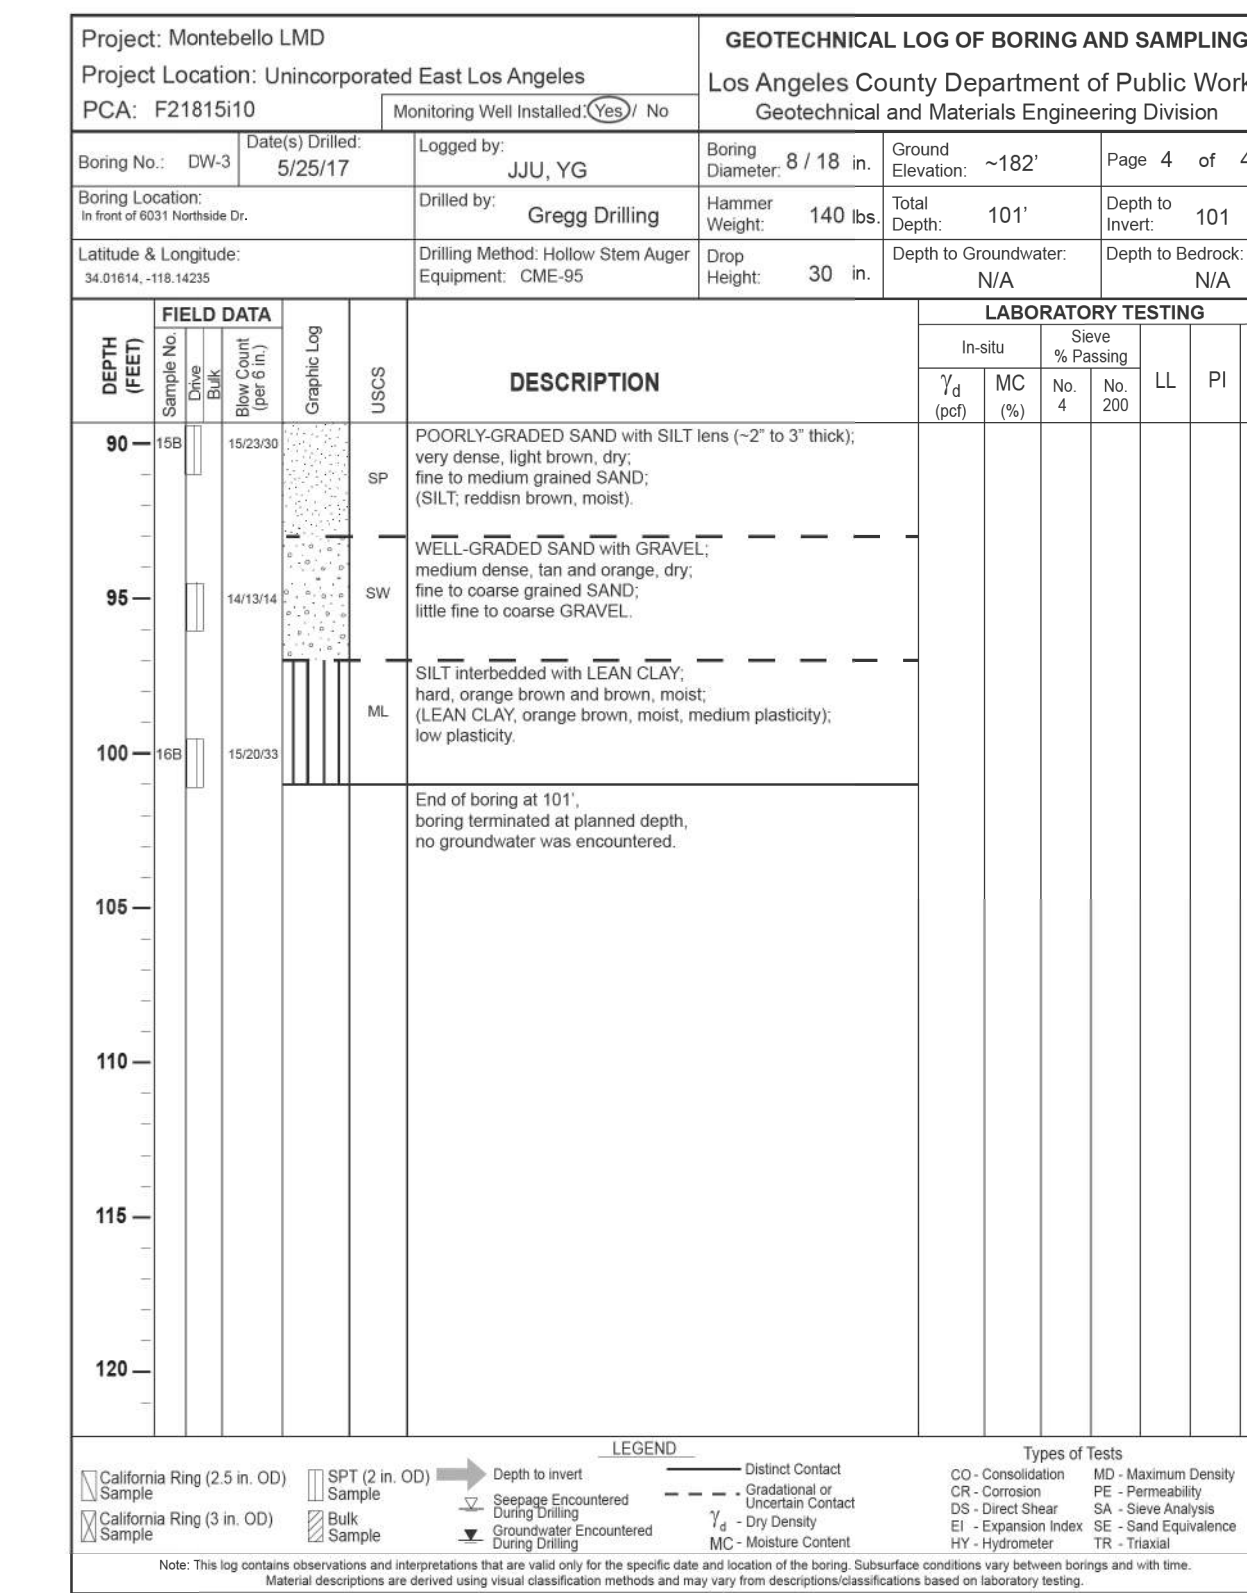 Project: Montebello LMD
Project Location: Unincorporated East Los Angeles
PCA: F21815i10
Monitoring Well Installed: Yes / No
GEOTECHNICAL LOG OF BORING AND SAMPLING
Los Angeles County Department of Public Work
Geotechnical and Materials Engineering Division
Boring No.: DW-3
Date(s) Drilled:
5/25/17
Logged by:
JJU, YG
Boring
Diameter: 8 / 18 in.
Ground
Elevation: ~182'
Page 4 of 4
Boring Location:
In front of 6031 Northside Dr.
Drilled by:
Gregg Drilling
Hammer
Weight: 140 lbs.
Total
Depth: 101'
Depth to
Invert: 101
Latitude & Longitude:
34.01614, -118.14235
Drilling Method: Hollow Stem Auger
Equipment: CME-95
Drop
Height: 30 in.
Depth to Groundwater:
N/A
Depth to Bedrock:
N/A
DEPTH
(FEET)
FIELD DATA
Sample No.
Drive
Bulk
Blow Count
(per 6 in.)
Graphic Log
USCS
DESCRIPTION
LABORATORY TESTING
In-situ
Sieve
% Passing
γd
(pcf)
MC
(%)
No.
4
No.
200
LL
PI
90
15B
15/23/30
SP
POORLY-GRADED SAND with SILT lens (~2” to 3” thick);
very dense, light brown, dry;
fine to medium grained SAND;
(SILT; reddisn brown, moist).
95
14/13/14
SW
WELL-GRADED SAND with GRAVEL;
medium dense, tan and orange, dry;
fine to coarse grained SAND;
little fine to coarse GRAVEL.
ML
SILT interbedded with LEAN CLAY;
hard, orange brown and brown, moist;
(LEAN CLAY, orange brown, moist, medium plasticity);
low plasticity.
100
16B
15/20/33
End of boring at 101’,
boring terminated at planned depth,
no groundwater was encountered.
105
110
115
120
LEGEND
California Ring (2.5 in. OD)
Sample
California Ring (3 in. OD)
Sample
SPT (2 in. OD)
Sample
Bulk
Sample
Depth to invert
Seepage Encountered
During Drilling
Groundwater Encountered
During Drilling
Distinct Contact
Gradational or
Uncertain Contact
γd - Dry Density
MC - Moisture Content
Types of Tests
CO - Consolidation
CR - Corrosion
DS - Direct Shear
EI - Expansion Index
HY - Hydrometer
MD - Maximum Density
PE - Permeability
SA - Sieve Analysis
SE - Sand Equivalence
TR - Triaxial
Note: This log contains observations and interpretations that are valid only for the specific date and location of the boring. Subsurface conditions vary between borings and with time.
Material descriptions are derived using visual classification methods and may vary from descriptions/classifications based on laboratory testing.